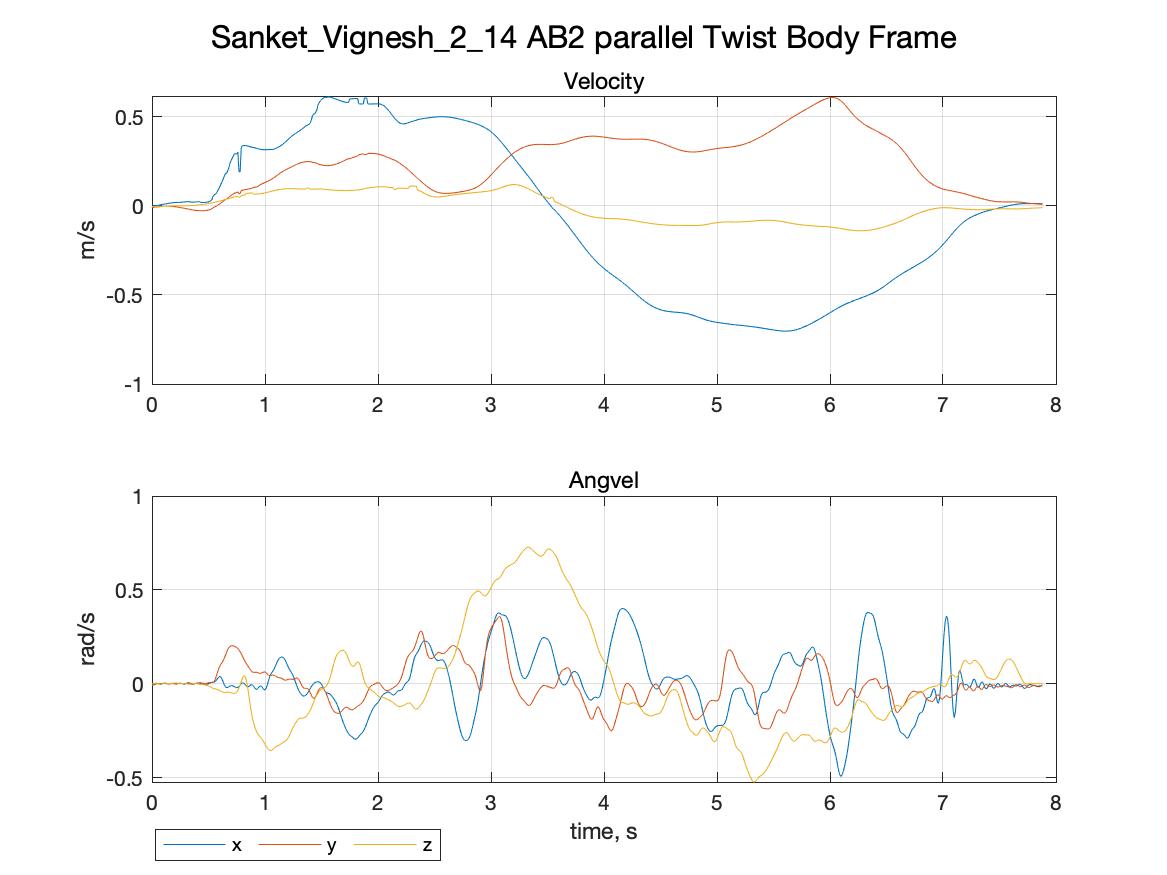 Sanket_Vignesh_2_14 AB2 parallel Twist Body Frame
Velocity
0.5
0
-0.5
-1
m/s
0 1 2 3 4 5 6 7 8
Angvel
1
0.5
0
-0.5
rad/s
0 1 2 3 4 5 6 7 8
time, s
x y z